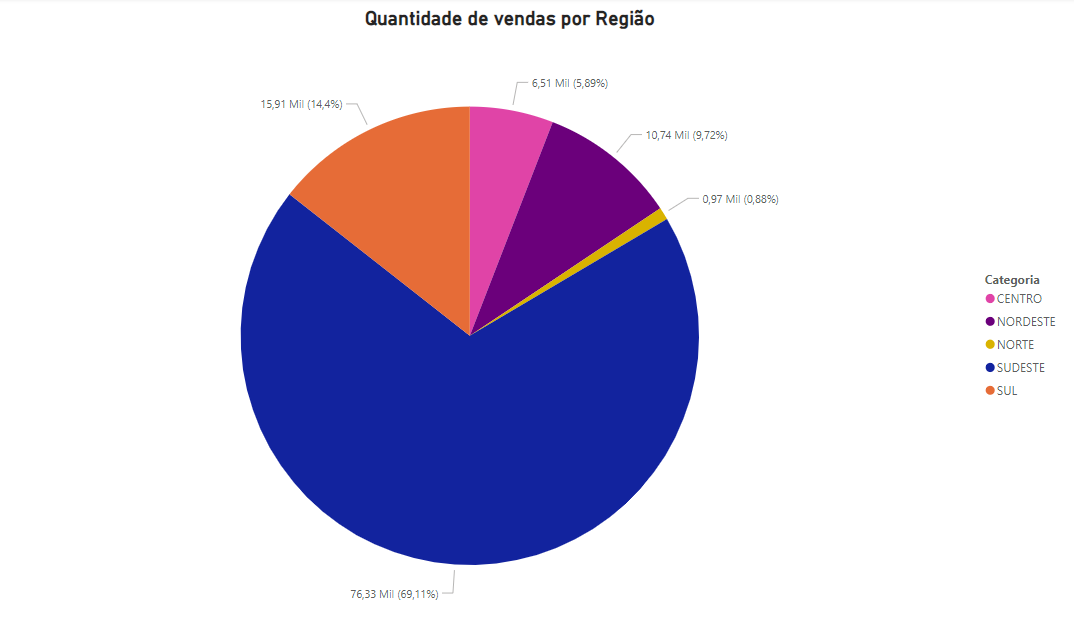 Quantidade de vendas por Região
6,51 Mil (5,89%)
15,91 Mil (14,4%)
10,74 Mil (9,72%)
0,97 Mil (0,88%)
76,33 Mil (69,11%)
Categoria
CENTRO
NORDESTE
NORTE
SUDESTE
SUL